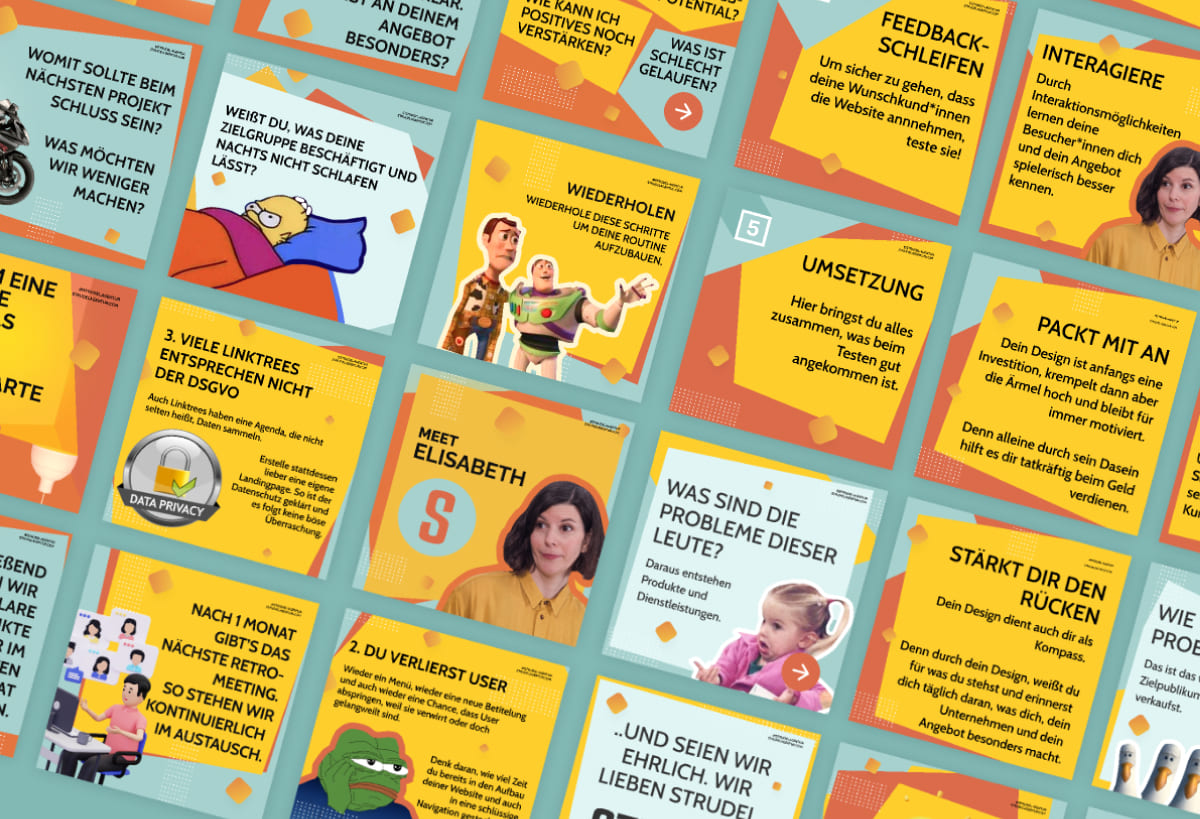 WOMIT SOLLTE BEIM
NÄCHSTEN PROJEKT
SCHLUSS SEIN?
WAS MÖCHTEN
WIR WENIGER
MACHEN?
AN DEINEM
ANGEBOT
BESONDERS?
WIE KANN ICH
POSITIVES NOCH
VERSTÄRKEN?
POTENTIAL?
WAS IST
SCHLECHT
GELAUFEN?
FEEDBACK-
SCHLEIFEN
Um sicher zu gehen, dass
deine Wunschkund*innen
die Website annnehmen,
teste sie!
INTERAGIERE
Durch
Interaktionsmöglichkeiten
lernen deine
Besucher*innen dich
und dein Angebot
spielerisch besser
kennen.
WEIßT DU, WAS DEINE
ZIELGRUPPE BESCHÄFTIGT UND
NACHTS NICHT SCHLAFEN
LÄSST?
WIEDERHOLEN
WIEDERHOLE DIESE SCHRITTE
UM DEINE ROUTINE
AUFZUBAUEN.
5
UMSETZUNG
Hier bringst du alles
zusammen, was beim
Testen gut
angekommen ist.
PACKT MIT AN
Dein Design ist anfangs eine
Investition, krempelt dann aber
die Ärmel hoch und bleibt für
immer motiviert.
Denn alleine durch sein Dasein
hilft es dir tatkräftig beim Geld
verdienen.
EINE
ARTE
3. VIELE LINKTREES
ENTSPRECHEN NICHT
DER DSGVO
Auch Linktrees haben eine Agenda, die nicht
selten heißt, Daten sammeln.
Erstelle stattdessen
lieber eine eigene
Landingpage. So ist der
Datenschutz geklärt und
es folgt keine böse
Überraschung.
DATA PRIVACY
MEET
ELISABETH
S
WAS SIND DIE
PROBLEME DIESER
LEUTE?
Daraus entstehen
Produkte und
Dienstleistungen.
STÄRKT DIR DEN
RÜCKEN
Dein Design dient auch dir als
Kompass.
Denn durch dein Design, weißt du
für was du stehst und erinnerst
dich täglich daran, was dich, dein
Unternehmen und dein
Angebot besonders macht.
WIE
PROB
Das ist das
Zielpublikum
verkaufst.
NACH 1 MONAT
GIBT'S DAS
NÄCHSTE RETRO-
MEETING.
SO STEHEN WIR
KONTINUIERLICH
IM AUSTAUSCH.
2. DU VERLIERST USER
Wieder ein Menü, wieder eine neue Betitelung
und auch wieder eine Chance, dass User
abspringen, weil sie verwirrt oder doch
gelangweilt sind.
Denk daran, wie viel Zeit
du bereits in den Aufbau
deiner Website und auch
in eine schlüssige
Navigation
..UND SEIEN WIR
EHRLICH. WIR
LIEBEN STRUDEL